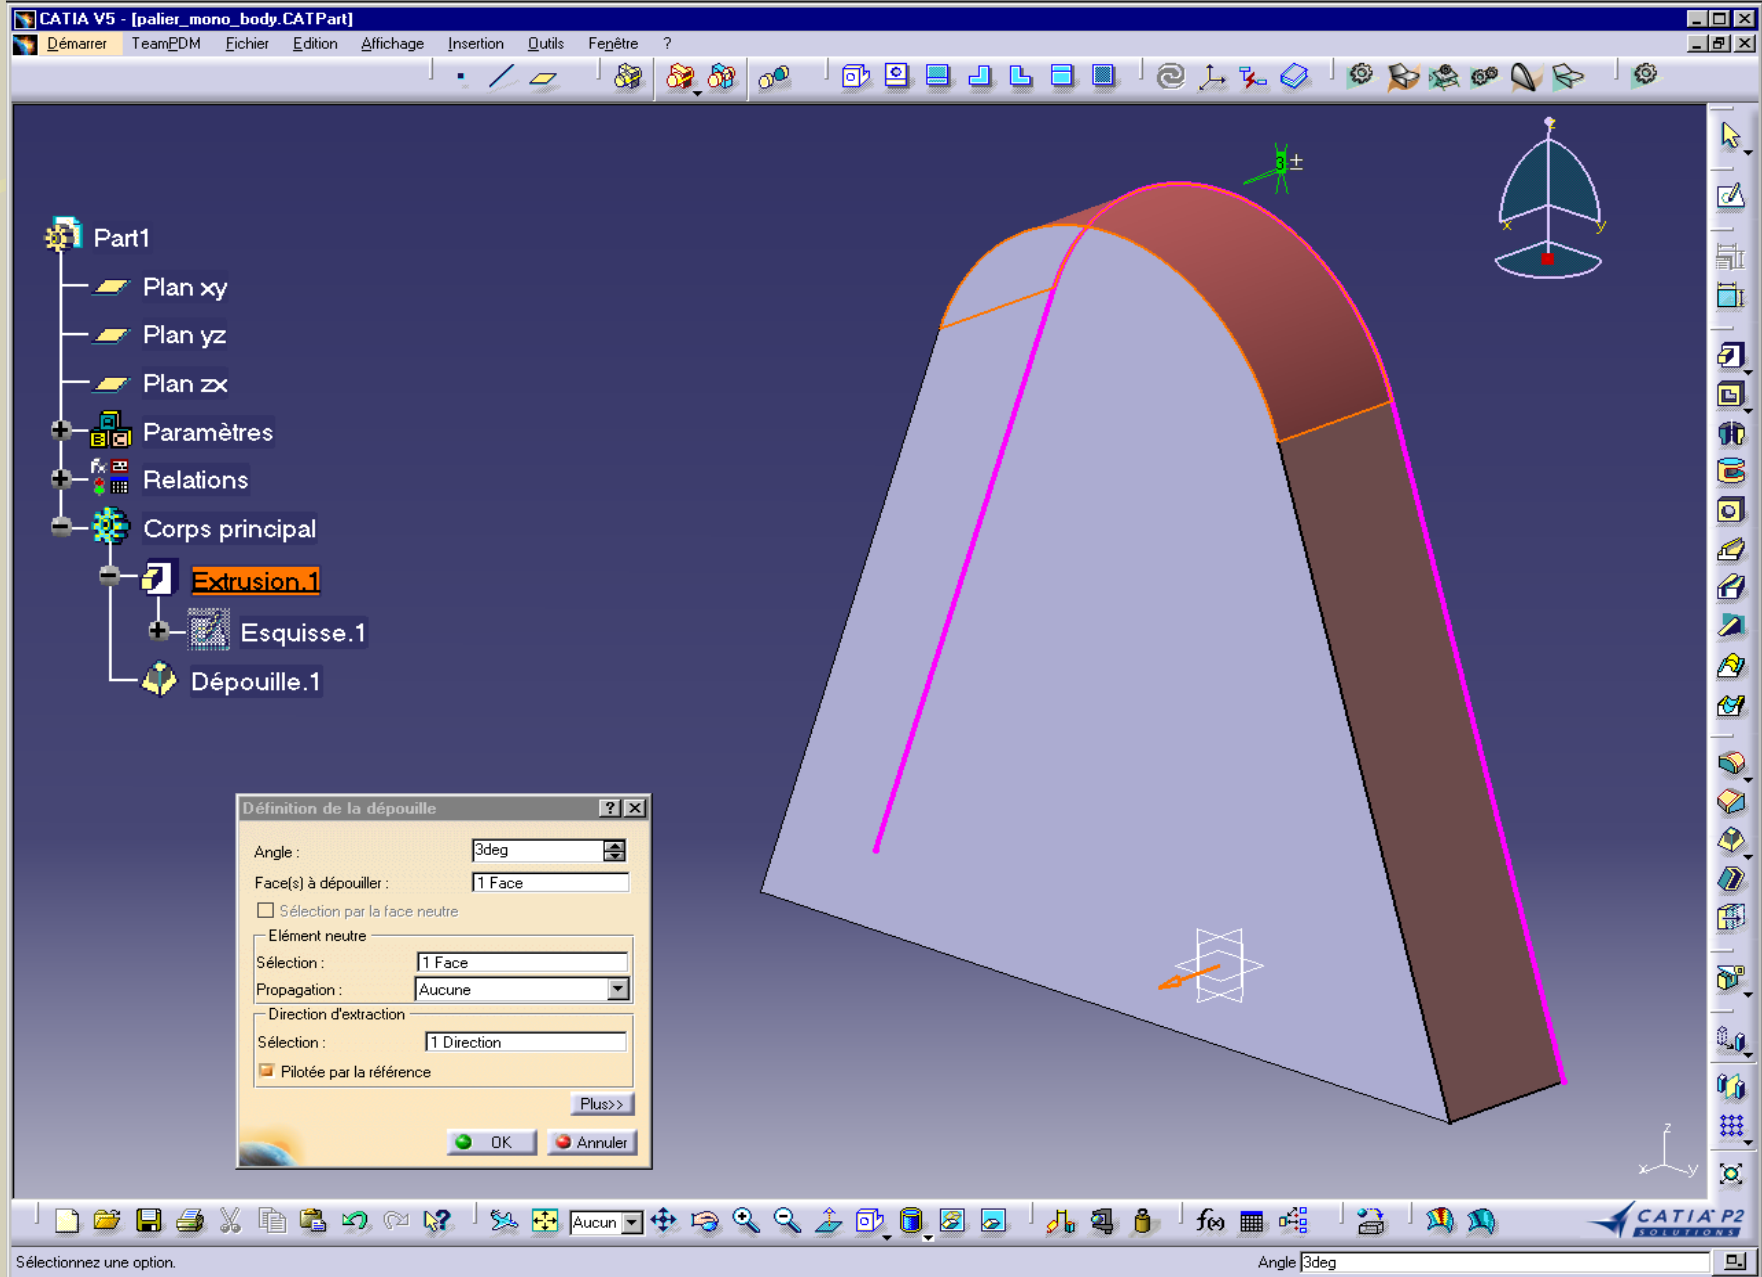 CATIA V5 - [palier_mono_body.CATPart]
Démarrer TeamPDM Fichier Edition Affichage Insertion Outils Fenêtre ?
3 ±
z
x y
Part1
Plan xy
Plan yz
Plan zx
Paramètres
Relations
Corps principal
Extrusion.1
Esquisse.1
Dépouille.1
Définition de la dépouille
Angle : 3deg
Face(s) à dépouiller : 1 Face
Sélection par la face neutre
Elément neutre
Sélection : 1 Face
Propagation : Aucune
Direction d'extraction
Sélection : 1 Direction
Pilotée par la référence
Plus>>
OK Annuler
z
x y
Aucun
f(x)
CATIA P2
SOLUTIONS
Sélectionnez une option.
Angle 3deg